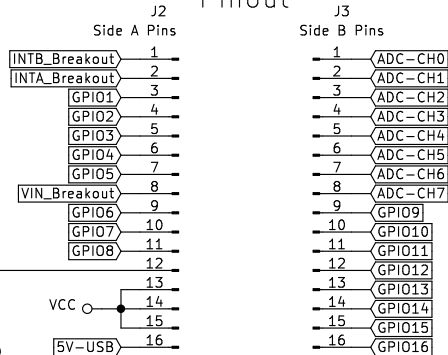 Pinout
J2 J3
Side A Pins Side B Pins
INTB_Breakout 1 1 ADC-CH0
INTA_Breakout 2 2 ADC-CH1
GPIO1 3 3 ADC-CH2
GPIO2 4 4 ADC-CH3
GPIO3 5 5 ADC-CH4
GPIO4 6 6 ADC-CH5
GPIO5 7 7 ADC-CH6
VIN_Breakout 8 8 ADC-CH7
GPIO6 9 9 GPIO9
GPIO7 10 10 GPIO10
GPIO8 11 11 GPIO11
12 12 GPIO12
13 13 GPIO13
VCC 14 14 GPIO14
15 15 GPIO15
5V-USB 16 16 GPIO16